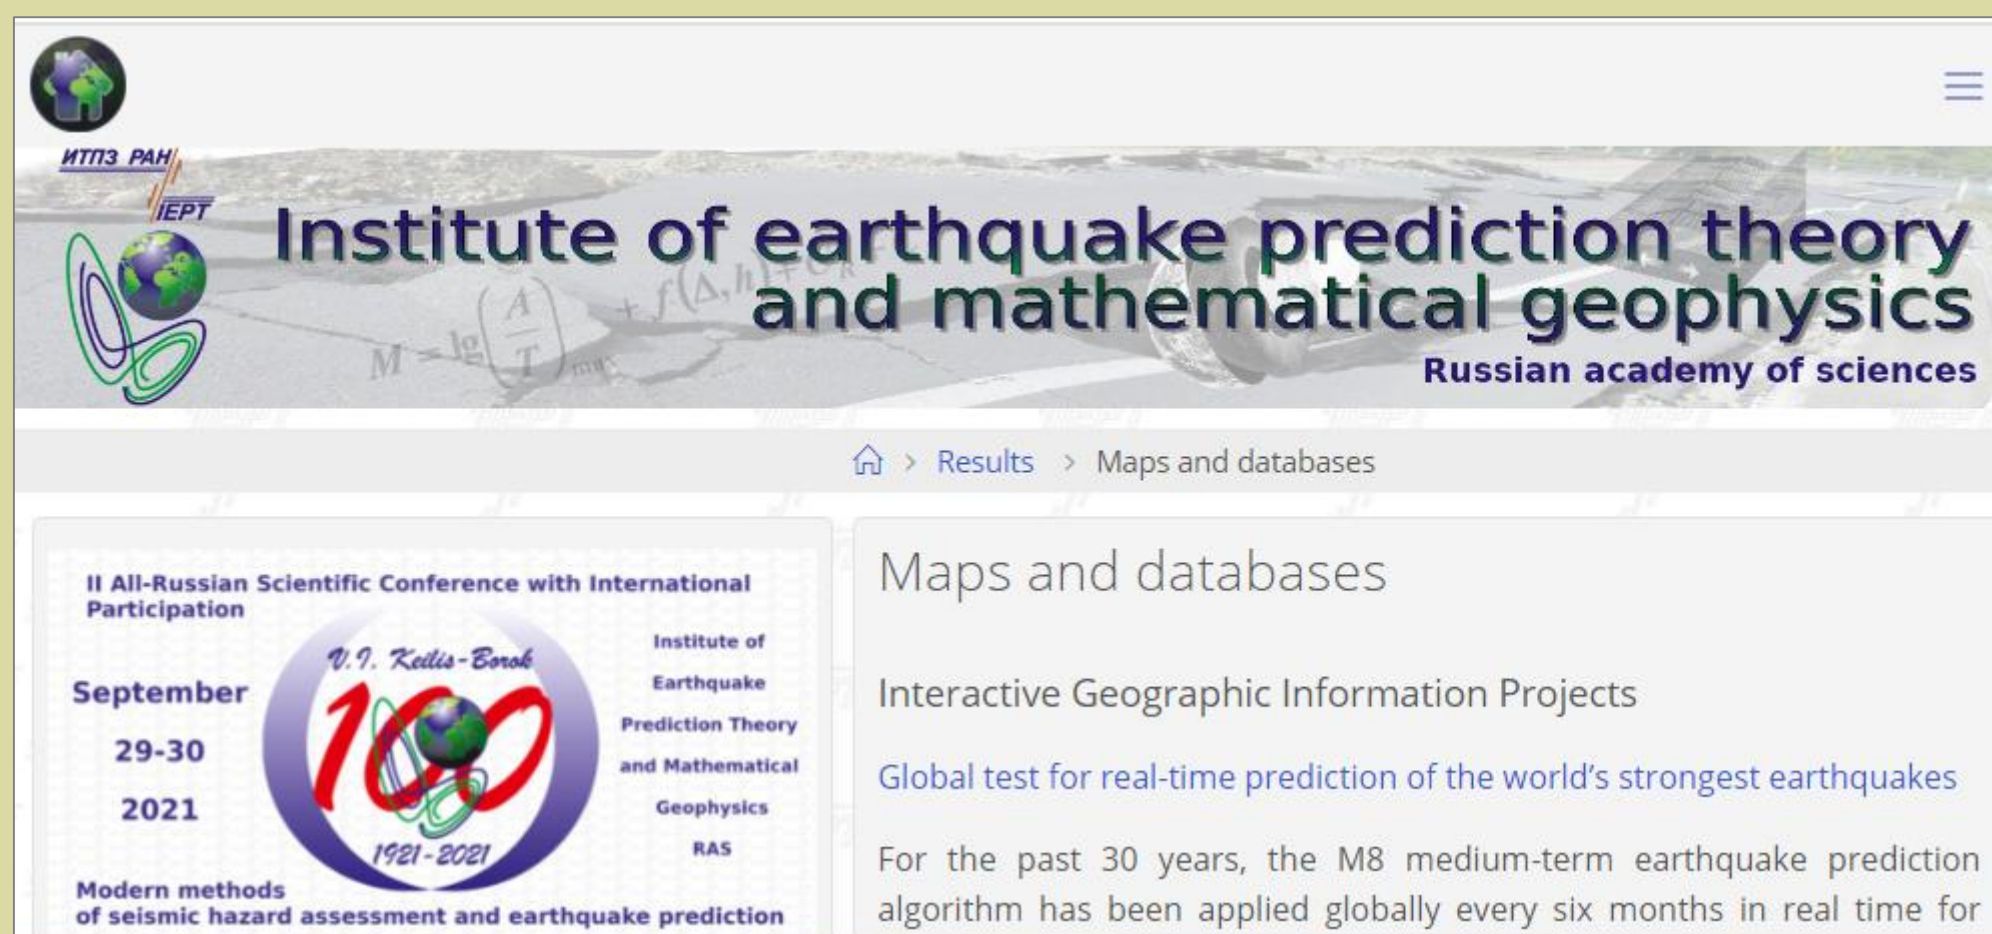 ИТПЗ РАН
IEPT
Institute of earthquake prediction theory
and mathematical geophysics
Russian academy of sciences
M = lg(A/T)max + f(Δ,h)
> Results > Maps and databases
II All-Russian Scientific Conference with International
Participation
September
29-30
2021
V.I. Keilis-Borok
100
1921-2021
Institute of
Earthquake
Prediction Theory
and Mathematical
Geophysics
RAS
Modern methods
of seismic hazard assessment and earthquake prediction
Maps and databases
Interactive Geographic Information Projects
Global test for real-time prediction of the world's strongest earthquakes
For the past 30 years, the M8 medium-term earthquake prediction
algorithm has been applied globally every six months in real time for